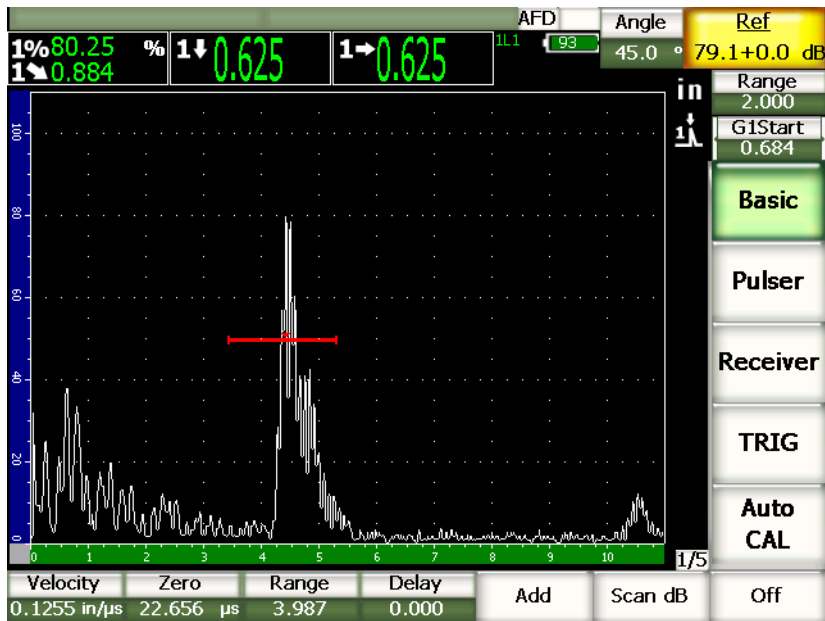 AFD Angle Ref
1%80.25 % 1 0.625 1 0.625 1L1 93 45.0 ° 79.1+0.0 dB
1 0.884
in Range
2.000
1 G1Start
0.684
Basic
Pulser
Receiver
TRIG
Auto
CAL
100
80
60
40
20
0
0 1 2 3 4 5 6 7 8 9 10
1/5
Velocity Zero Range Delay Add Scan dB Off
0.1255 in/µs 22.656 µs 3.987 0.000